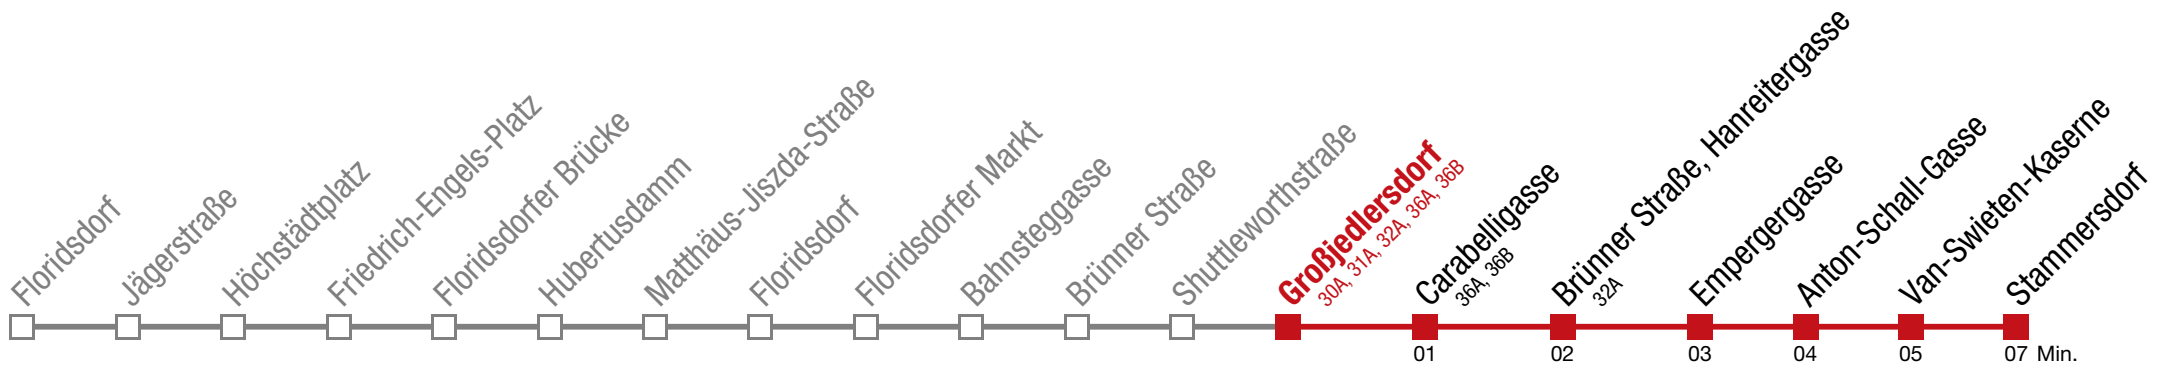 Floridsdorf
Jägerstraße
Höchstädtplatz
Friedrich-Engels-Platz
Floridsdorfer Brücke
Hubertusdamm
Matthäus-Jiszda-Straße
Floridsdorf
Floridsdorfer Markt
Bahnsteggasse
Brünner Straße
Shuttleworthstraße
Großjedlersdorf
30A, 31A, 32A, 36A, 36B
Carabelligasse
36A, 36B
Brünner Straße, Hanreitergasse
32A
Empergergasse
Anton-Schall-Gasse
Van-Swieten-Kaserne
Stammersdorf
01 02 03 04 05 07 Min.